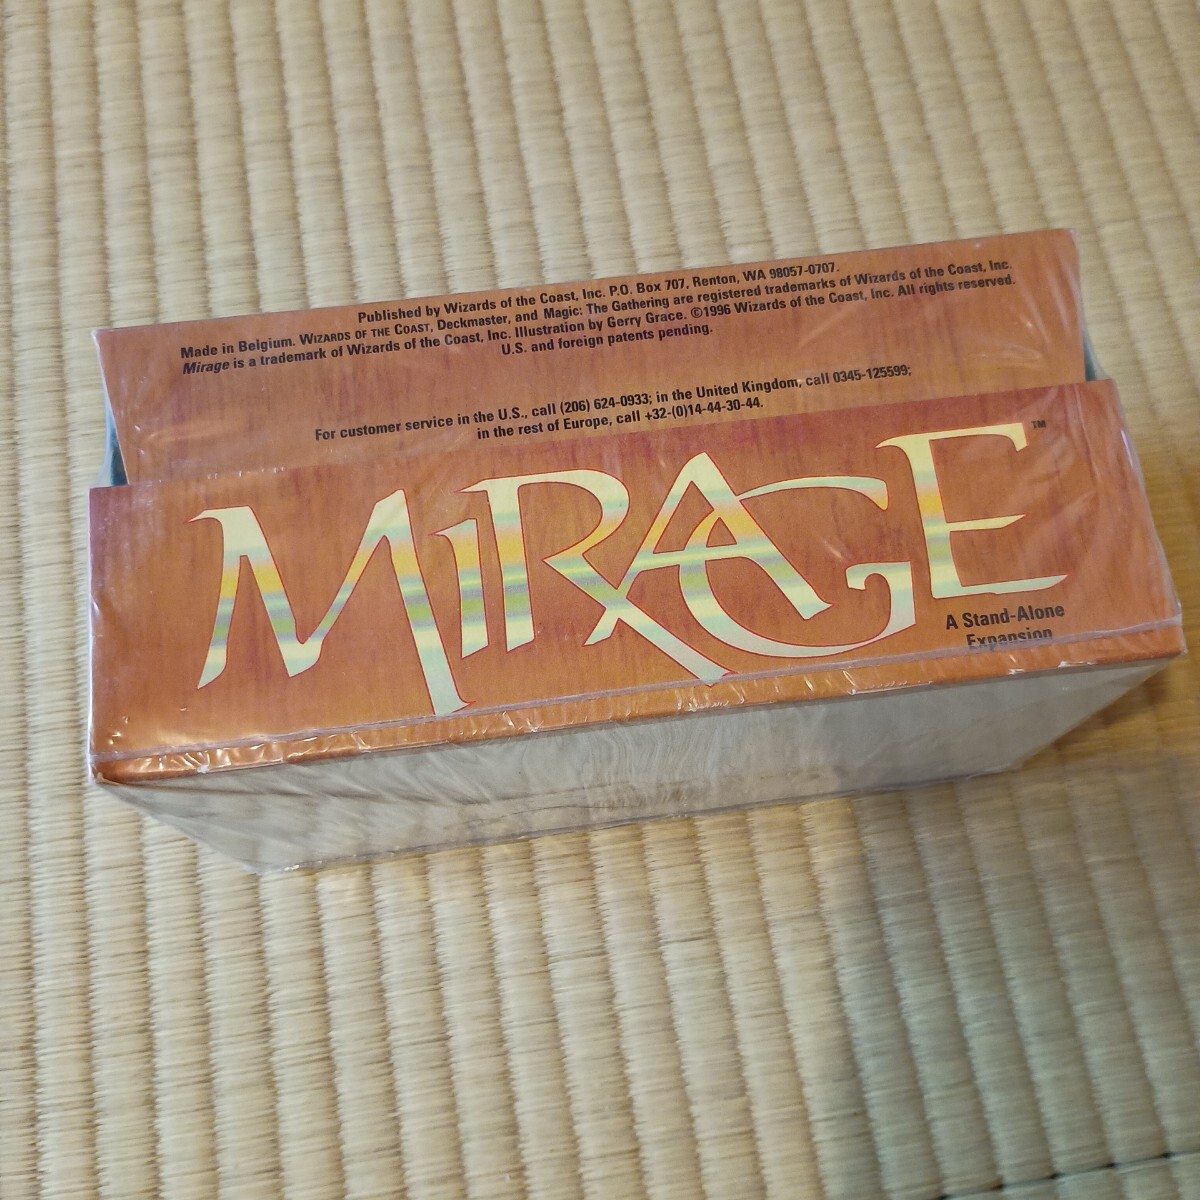 Published by Wizards of the Coast, Inc. P.O. Box 707, Renton, WA 98057-0707.
Made in Belgium. WIZARDS OF THE COAST, Deckmaster, and Magic: The Gathering are registered trademarks of Wizards of the Coast, Inc.
Mirage is a trademark of Wizards of the Coast, Inc. Illustration by Gerry Grace. ©1996 Wizards of the Coast, Inc. All rights reserved.
U.S. and foreign patents pending.
For customer service in the U.S., call (206) 624-0933; in the United Kingdom, call 0345-125599;
in the rest of Europe, call +32-(0)14-44-30-44.
MIRAGE™
A Stand-Alone
Expansion